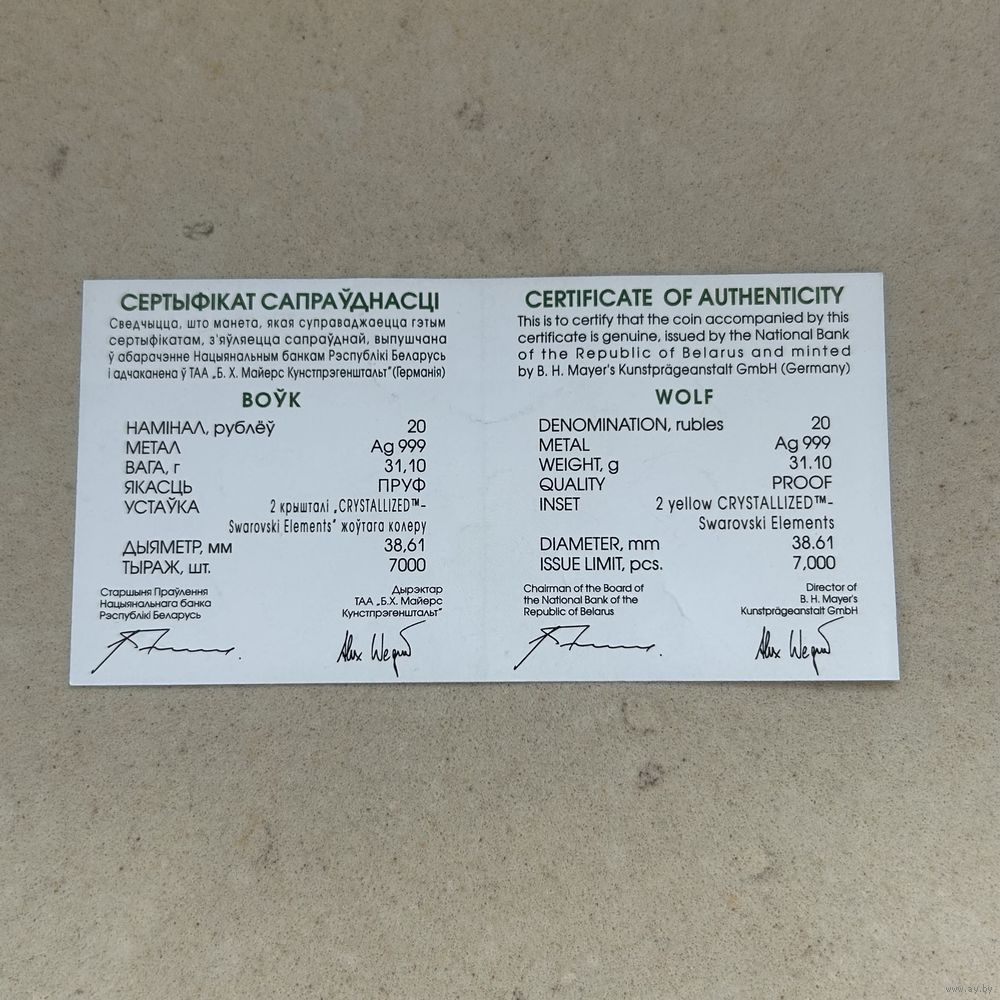 СЕРТЫФІКАТ САПРАЎДНАСЦІ
Сведчыцца, што манета, якая суправаджаецца гэтым
сертыфікатам, з'яўляецца сапраўднай, выпушчана
ў абарачэнне Нацыянальным банкам Рэспублікі Беларусь
і адчаканена ў ТАА „Б. Х. Майерс Кунстпрэгенштальт"(Германія)
ВОЎК
НАМІНАЛ, рублёў 20
МЕТАЛ Ag 999
ВАГА, г 31,10
ЯКАСЦЬ ПРУФ
УСТАЎКА 2 крышталі „CRYSTALLIZED™–
Swarovski Elements" жоўтага колеру
ДЫЯМЕТР, мм 38,61
ТЫРАЖ, шт. 7000
Старшыня Праўлення
Нацыянальнага банка
Рэспублікі Беларусь
Дырэктар
ТАА „Б.Х. Майерс
Кунстпрэгенштальт"
Alex Wegner
CERTIFICATE OF AUTHENTICITY
This is to certify that the coin accompanied by this
certificate is genuine, issued by the National Bank
of the Republic of Belarus and minted
by B. H. Mayer's Kunstprägeanstalt GmbH (Germany)
WOLF
DENOMINATION, rubles 20
METAL Ag 999
WEIGHT, g 31.10
QUALITY PROOF
INSET 2 yellow CRYSTALLIZED™–
Swarovski Elements
DIAMETER, mm 38.61
ISSUE LIMIT, pcs. 7,000
Chairman of the Board of
the National Bank of the
Republic of Belarus
Director of
B. H. Mayer's
Kunstprägeanstalt GmbH
Alex Wegner
www.ay.by